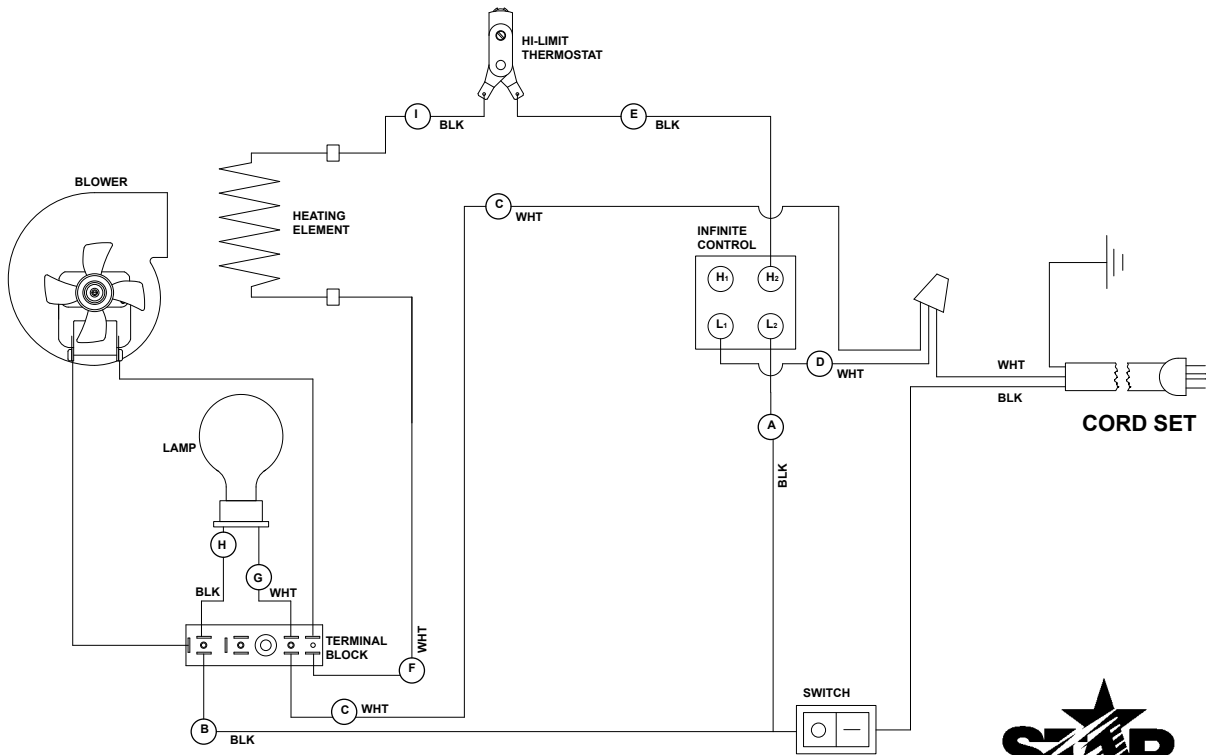 HI-LIMIT
THERMOSTAT
I
BLK
E
BLK
BLOWER
HEATING
ELEMENT
C
WHT
INFINITE
CONTROL
H1
H2
L1
L2
D
WHT
WHT
BLK
CORD SET
A
BLK
LAMP
H
G
BLK
WHT
TERMINAL
BLOCK
WHT
F
C
WHT
B
BLK
SWITCH
STAR